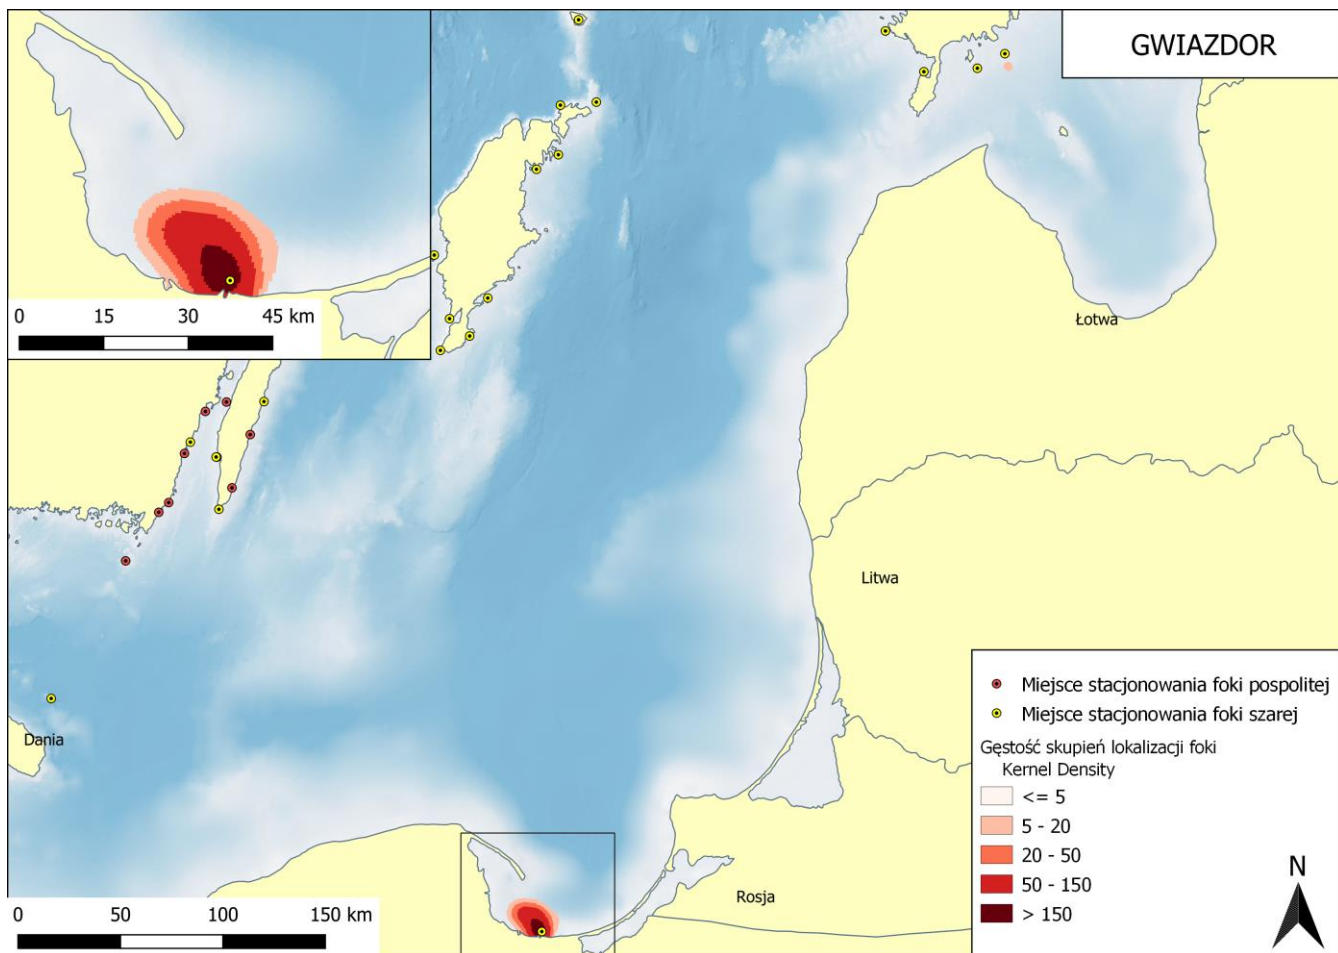 GWIAZDOR
0 15 30 45 km
Łotwa
Litwa
Dania
Rosja
Miejsce stacjonowania foki pospolitej
Miejsce stacjonowania foki szarej
Gęstość skupień lokalizacji foki
Kernel Density
<= 5
5 - 20
20 - 50
50 - 150
> 150
N
0 50 100 150 km